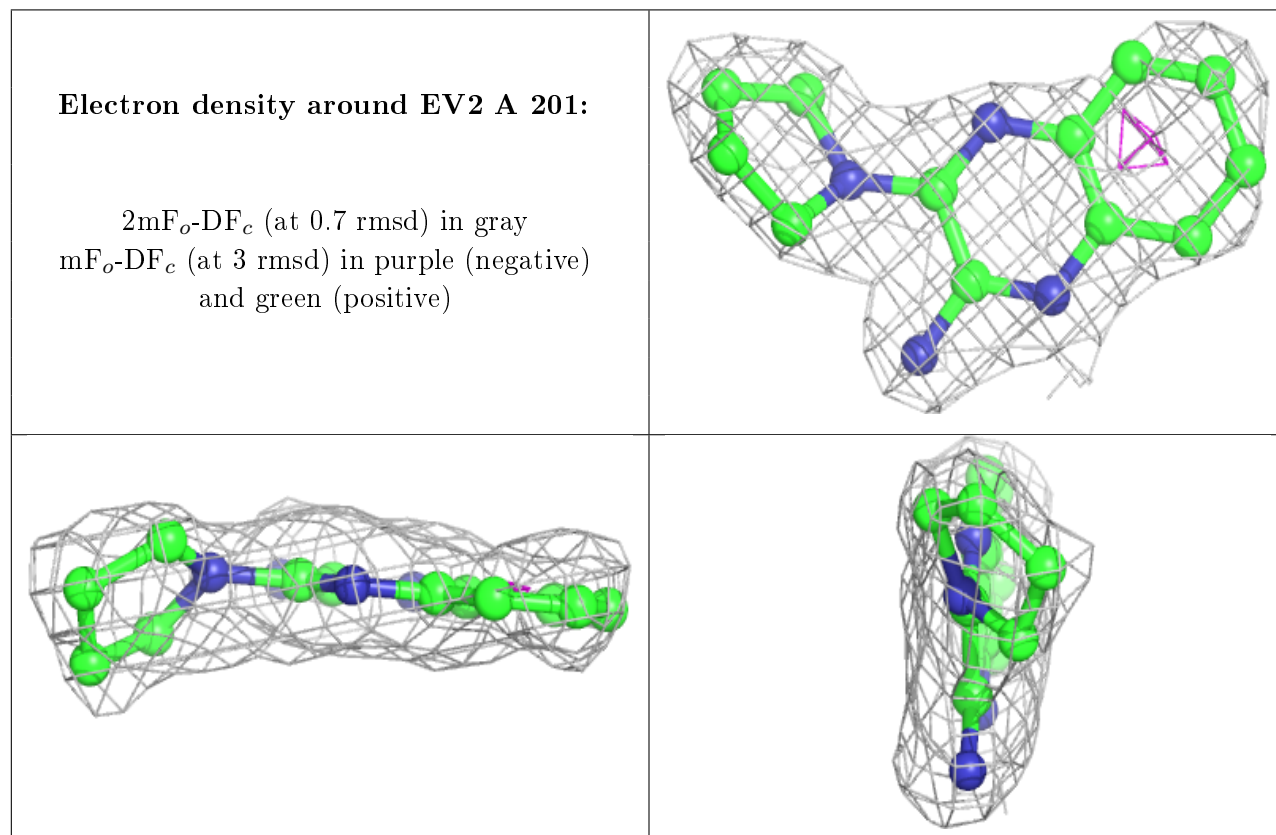 Electron density around EV2 A 201:
2mFₒ-DF𝒸 (at 0.7 rmsd) in gray
mFₒ-DF𝒸 (at 3 rmsd) in purple (negative)
and green (positive)